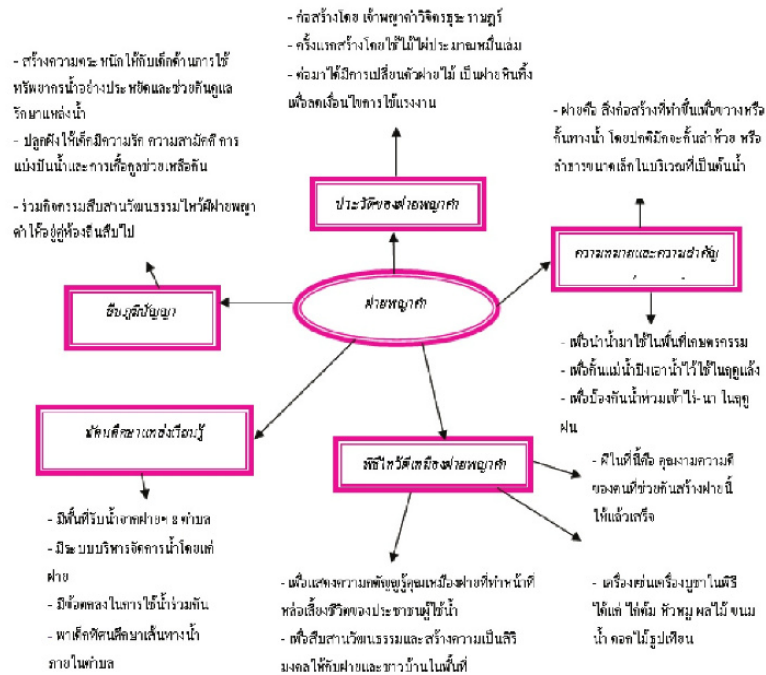 - ก่อสร้างโดย เจ้าพญาคำวิจิตรธุระราษฎร์
- ครั้งแรกสร้างโดยใช้ไม้ไผ่ประมาณหมื่นเล่ม
- ต่อมาได้มีการเปลี่ยนตัวฝายไม้ เป็นฝายหินทิ้ง
เพื่อลดเงื่อนไขการใช้แรงงาน
- สร้างความตระหนักให้กับเด็กด้านการใช้
ทรัพยากรน้ำอย่างประหยัดและช่วยกันดูแล
รักษาแหล่งน้ำ
- ปลูกฝังให้เด็กมีความรัก ความสามัคคี การ
แบ่งปันน้ำและการเกื้อกูลช่วยเหลือกัน
- ร่วมกิจกรรมสืบสานวัฒนธรรมไหว้ผีฝายพญา
คำให้อยู่คู่ท้องถิ่นสืบไป
- ฝายคือ สิ่งก่อสร้างที่ทำขึ้นเพื่อขวางหรือ
กั้นทางน้ำ โดยปกติมักจะกั้นลำห้วย หรือ
ลำธารขนาดเล็กในบริเวณที่เป็นต้นน้ำ
ประวัติของฝายพญาคำ
ความหมายและความสำคัญ
ฝายพญาคำ
สืบภูมิปัญญา
- เพื่อนำน้ำมาใช้ในพื้นที่เกษตรกรรม
- เพื่อกั้นแม่น้ำปิงเอาน้ำไว้ใช้ในฤดูแล้ง
- เพื่อป้องกันน้ำท่วมเข้าไร่-นา ในฤดู
ฝน
ทัศนศึกษาแหล่งเรียนรู้
พิธีไหว้ผีเหมืองฝายพญาคำ
- ผีในที่นี้คือ คุณงามความดี
ของคนที่ช่วยกันสร้างฝายนี้
ให้แล้วเสร็จ
- มีพื้นที่รับน้ำจากฝายฯ 8 ตำบล
- มีระบบบริหารจัดการน้ำโดยแก่
ฝาย
- มีข้อตกลงในการใช้น้ำร่วมกัน
- พาเด็กทัศนศึกษาเส้นทางน้ำ
ภายในตำบล
- เพื่อแสดงความกตัญญูรู้คุณเหมืองฝายที่ทำหน้าที่
หล่อเลี้ยงชีวิตของประชาชนผู้ใช้น้ำ
- เพื่อสืบสานวัฒนธรรมและสร้างความเป็นสิริ
มงคลให้กับฝายและชาวบ้านในพื้นที่
- เครื่องเซ่นเครื่องบูชาในพิธี
ได้แก่ ไก่ต้ม หัวหมู ผลไม้ ขนม
น้ำ ดอกไม้ธูปเทียน